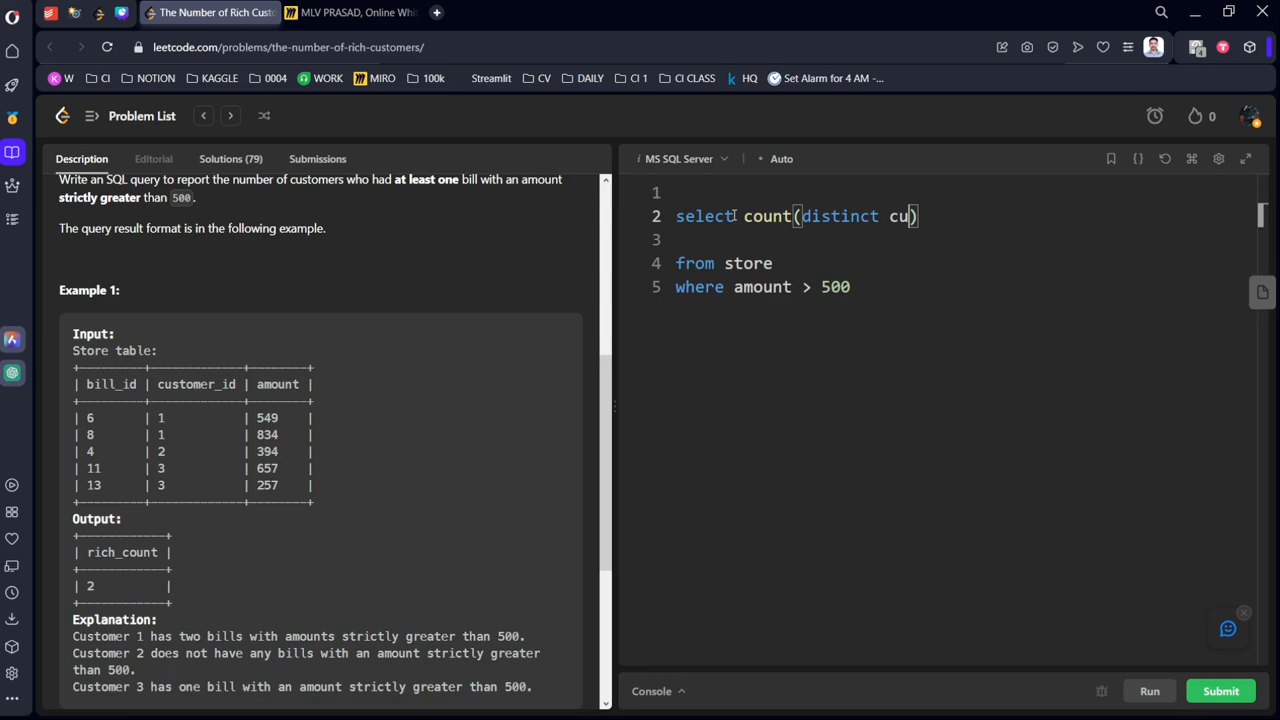 The Number of Rich Custo
MLV PRASAD, Online Whit
leetcode.com/problems/the-number-of-rich-customers/
K W
CI
NOTION
KAGGLE
0004
WORK
MIRO
100k
Streamlit
CV
DAILY
CI 1
CI CLASS
HQ
Set Alarm for 4 AM -...
Problem List
0
Description
Editorial
Solutions (79)
Submissions
MS SQL Server
Auto
Write an SQL query to report the number of customers who had at least one bill with an amount
strictly greater than 500.
The query result format is in the following example.
Example 1:
Input:
Store table:
+---------+-------------+--------+
| bill_id | customer_id | amount |
+---------+-------------+--------+
| 6 | 1 | 549 |
| 8 | 1 | 834 |
| 4 | 2 | 394 |
| 11 | 3 | 657 |
| 13 | 3 | 257 |
+---------+-------------+--------+
Output:
+------------+
| rich_count |
+------------+
| 2 |
+------------+
Explanation:
Customer 1 has two bills with amounts strictly greater than 500.
Customer 2 does not have any bills with an amount strictly greater
than 500.
Customer 3 has one bill with an amount strictly greater than 500.
1
2 select count(distinct cu)
3
4 from store
5 where amount > 500
Console
Run
Submit